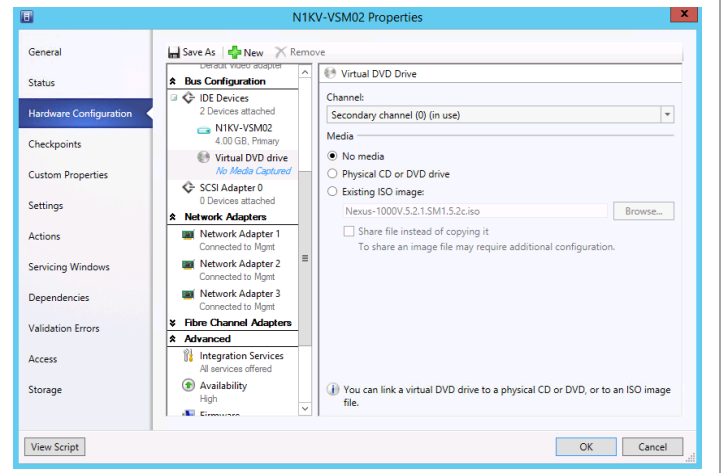 N1KV-VSM02 Properties
x
General
Status
Hardware Configuration
Checkpoints
Custom Properties
Settings
Actions
Servicing Windows
Dependencies
Validation Errors
Access
Storage
Save As New Remove
Default video adapter
Bus Configuration
IDE Devices
2 Devices attached
N1KV-VSM02
4.00 GB, Primary
Virtual DVD drive
No Media Captured
SCSI Adapter 0
0 Devices attached
Network Adapters
Network Adapter 1
Connected to Mgmt
Network Adapter 2
Connected to Mgmt
Network Adapter 3
Connected to Mgmt
Fibre Channel Adapters
Advanced
Integration Services
All services offered
Availability
High
Firmware
Virtual DVD Drive
Channel:
Secondary channel (0) (in use)
Media
No media
Physical CD or DVD drive
Existing ISO image:
Nexus-1000V.5.2.1.SM1.5.2c.iso Browse...
Share file instead of copying it
To share an image file may require additional configuration.
You can link a virtual DVD drive to a physical CD or DVD, or to an ISO image
file.
View Script OK Cancel